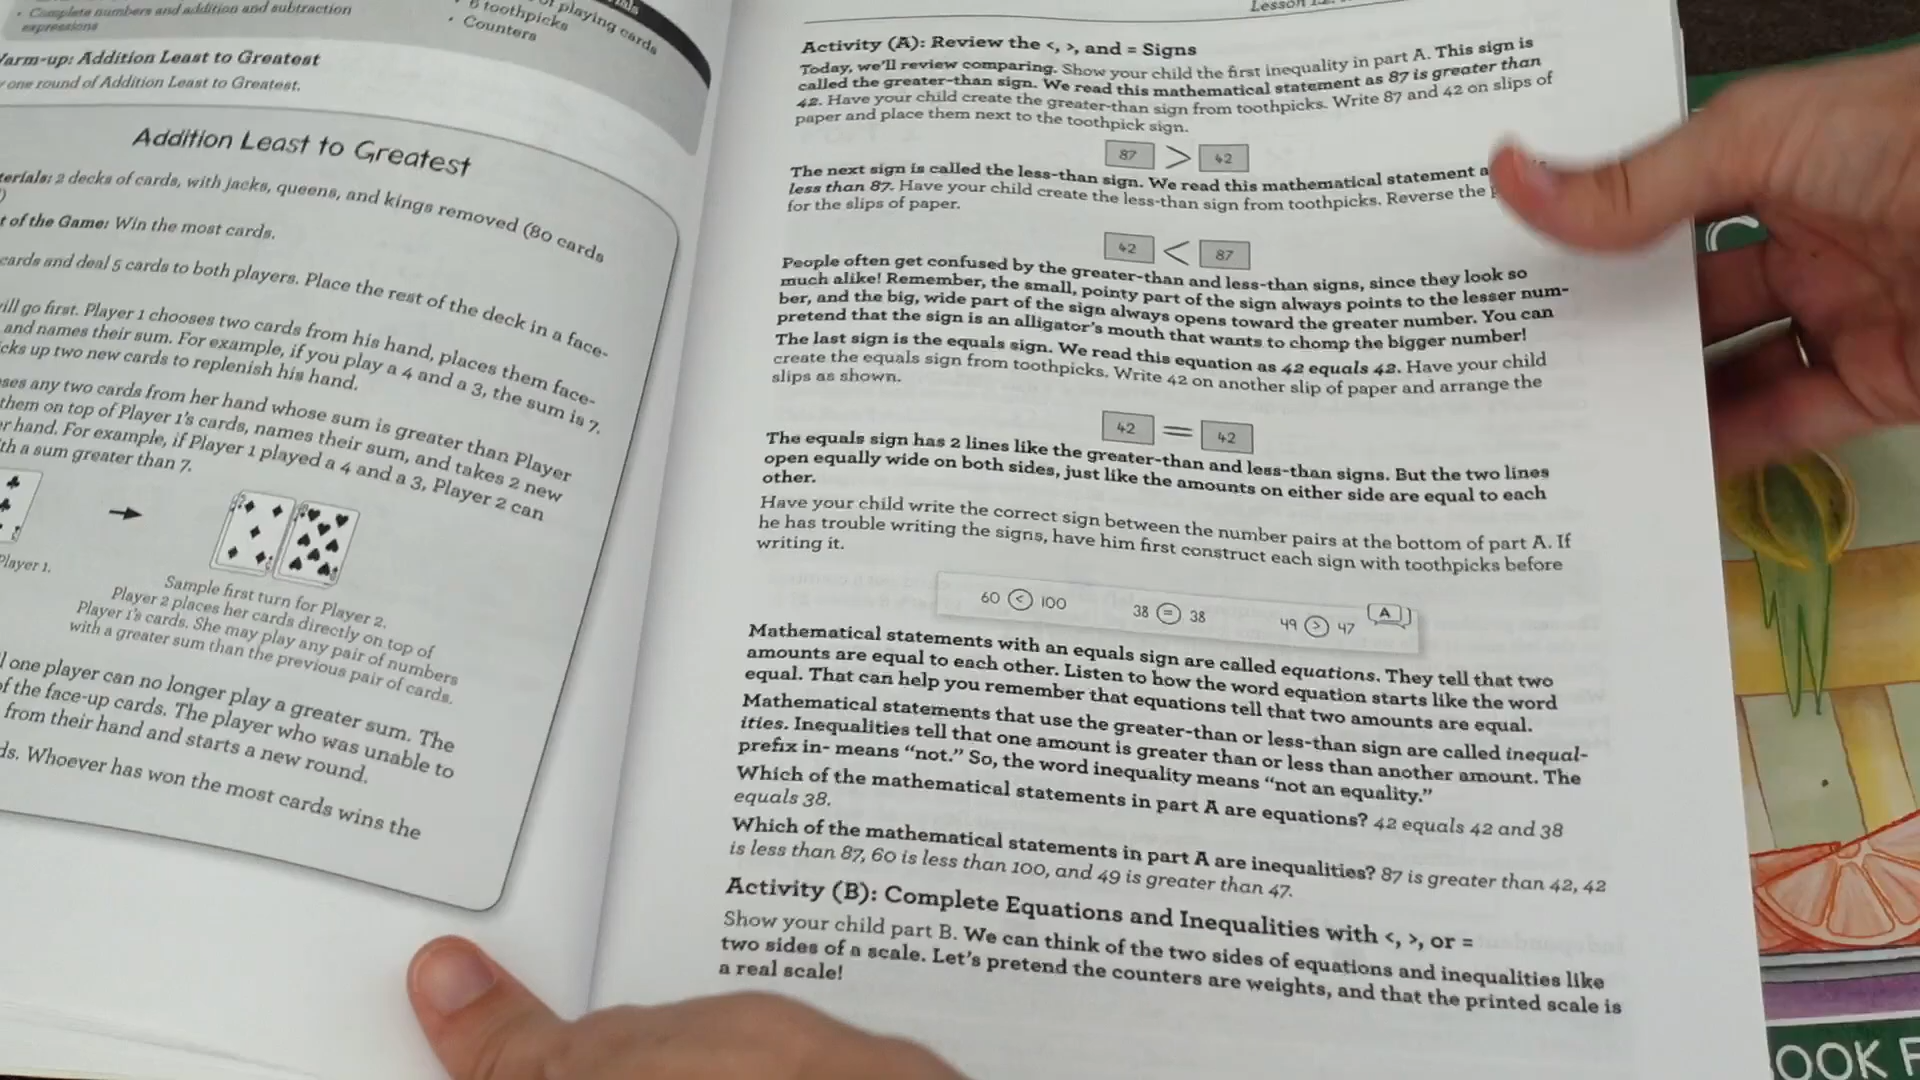 • Complete numbers and addition and subtraction
expressions
of playing cards
6 toothpicks
• Counters
Warm-up: Addition Least to Greatest
one round of Addition Least to Greatest.
Addition Least to Greatest
2 decks of cards, with jacks, queens, and kings removed (80 cards
t of the Game: Win the most cards.
cards and deal 5 cards to both players. Place the rest of the deck in a face-
will go first. Player 1 chooses two cards from his hand, places them face-
and names their sum. For example, if you play a 4 and a 3, the sum is 7.
cks up two new cards to replenish his hand.
ses any two cards from her hand whose sum is greater than Player
them on top of Player 1's cards, names their sum, and takes 2 new
r hand. For example, if Player 1 played a 4 and a 3, Player 2 can
th a sum greater than 7.
Player 1.
Sample first turn for Player 2.
Player 2 places her cards directly on top of
Player 1's cards. She may play any pair of numbers
with a greater sum than the previous pair of cards.
l one player can no longer play a greater sum. The
of the face-up cards. The player who was unable to
from their hand and starts a new round.
ds. Whoever has won the most cards wins the
Lesson
Activity (A): Review the <, >, and = Signs
Today, we'll review comparing. Show your child the first inequality in part A. This sign is
called the greater-than sign. We read this mathematical statement as 87 is greater than
42. Have your child create the greater-than sign from toothpicks. Write 87 and 42 on slips of
paper and place them next to the toothpick sign.
87 > 42
The next sign is called the less-than sign. We read this mathematical statement a
less than 87. Have your child create the less-than sign from toothpicks. Reverse the p
for the slips of paper.
42 < 87
People often get confused by the greater-than and less-than signs, since they look so
much alike! Remember, the small, pointy part of the sign always points to the lesser num-
ber, and the big, wide part of the sign always opens toward the greater number. You can
pretend that the sign is an alligator's mouth that wants to chomp the bigger number!
The last sign is the equals sign. We read this equation as 42 equals 42. Have your child
create the equals sign from toothpicks. Write 42 on another slip of paper and arrange the
slips as shown.
42 = 42
The equals sign has 2 lines like the greater-than and less-than signs. But the two lines
open equally wide on both sides, just like the amounts on either side are equal to each
other.
Have your child write the correct sign between the number pairs at the bottom of part A. If
he has trouble writing the signs, have him first construct each sign with toothpicks before
writing it.
60 < 100 38 = 38 49 > 47 A
Mathematical statements with an equals sign are called equations. They tell that two
amounts are equal to each other. Listen to how the word equation starts like the word
equal. That can help you remember that equations tell that two amounts are equal.
Mathematical statements that use the greater-than or less-than sign are called inequal-
ities. Inequalities tell that one amount is greater than or less than another amount. The
prefix in- means "not." So, the word inequality means "not an equality."
Which of the mathematical statements in part A are equations? 42 equals 42 and 38
equals 38.
Which of the mathematical statements in part A are inequalities? 87 is greater than 42, 42
is less than 87, 60 is less than 100, and 49 is greater than 47.
Activity (B): Complete Equations and Inequalities with <, >, or =
Show your child part B. We can think of the two sides of equations and inequalities like
two sides of a scale. Let's pretend the counters are weights, and that the printed scale is
a real scale!
OOK F